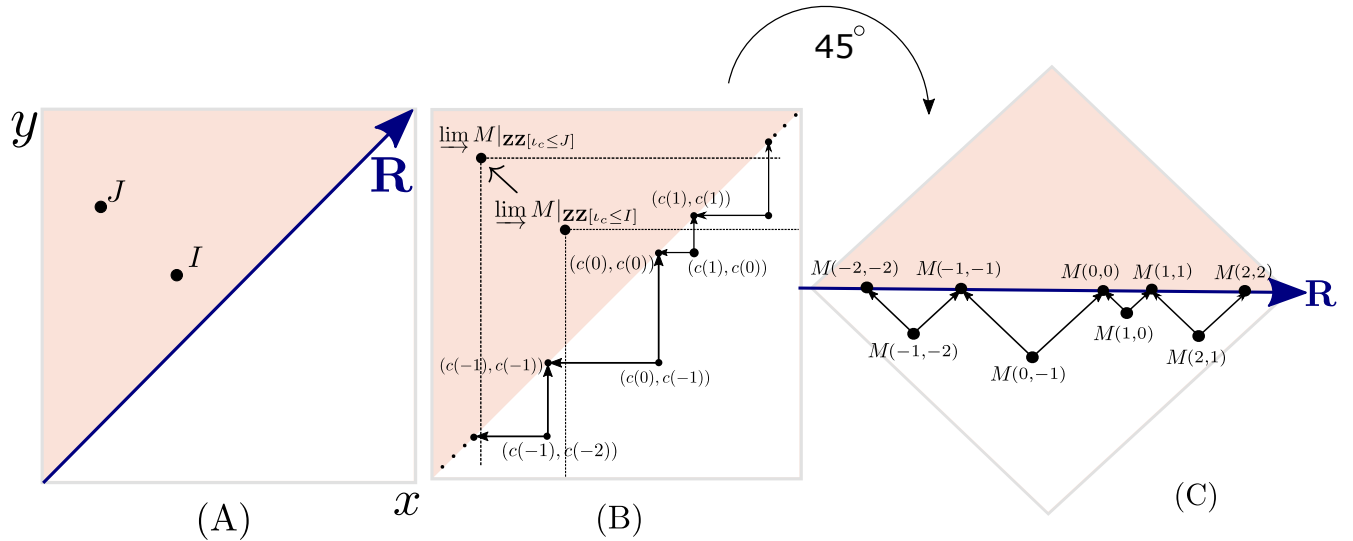 y
J
I
R
x
(A)
lim M|ZZ[ι_c≤J]
lim M|ZZ[ι_c≤I]
(c(1), c(1))
(c(0), c(0))
(c(1), c(0))
(c(−1), c(−1))
(c(0), c(−1))
(c(−1), c(−2))
(B)
45°
M(−2,−2)
M(−1,−1)
M(0,0)
M(1,1)
M(2,2)
R
M(−1,−2)
M(0,−1)
M(1,0)
M(2,1)
(C)